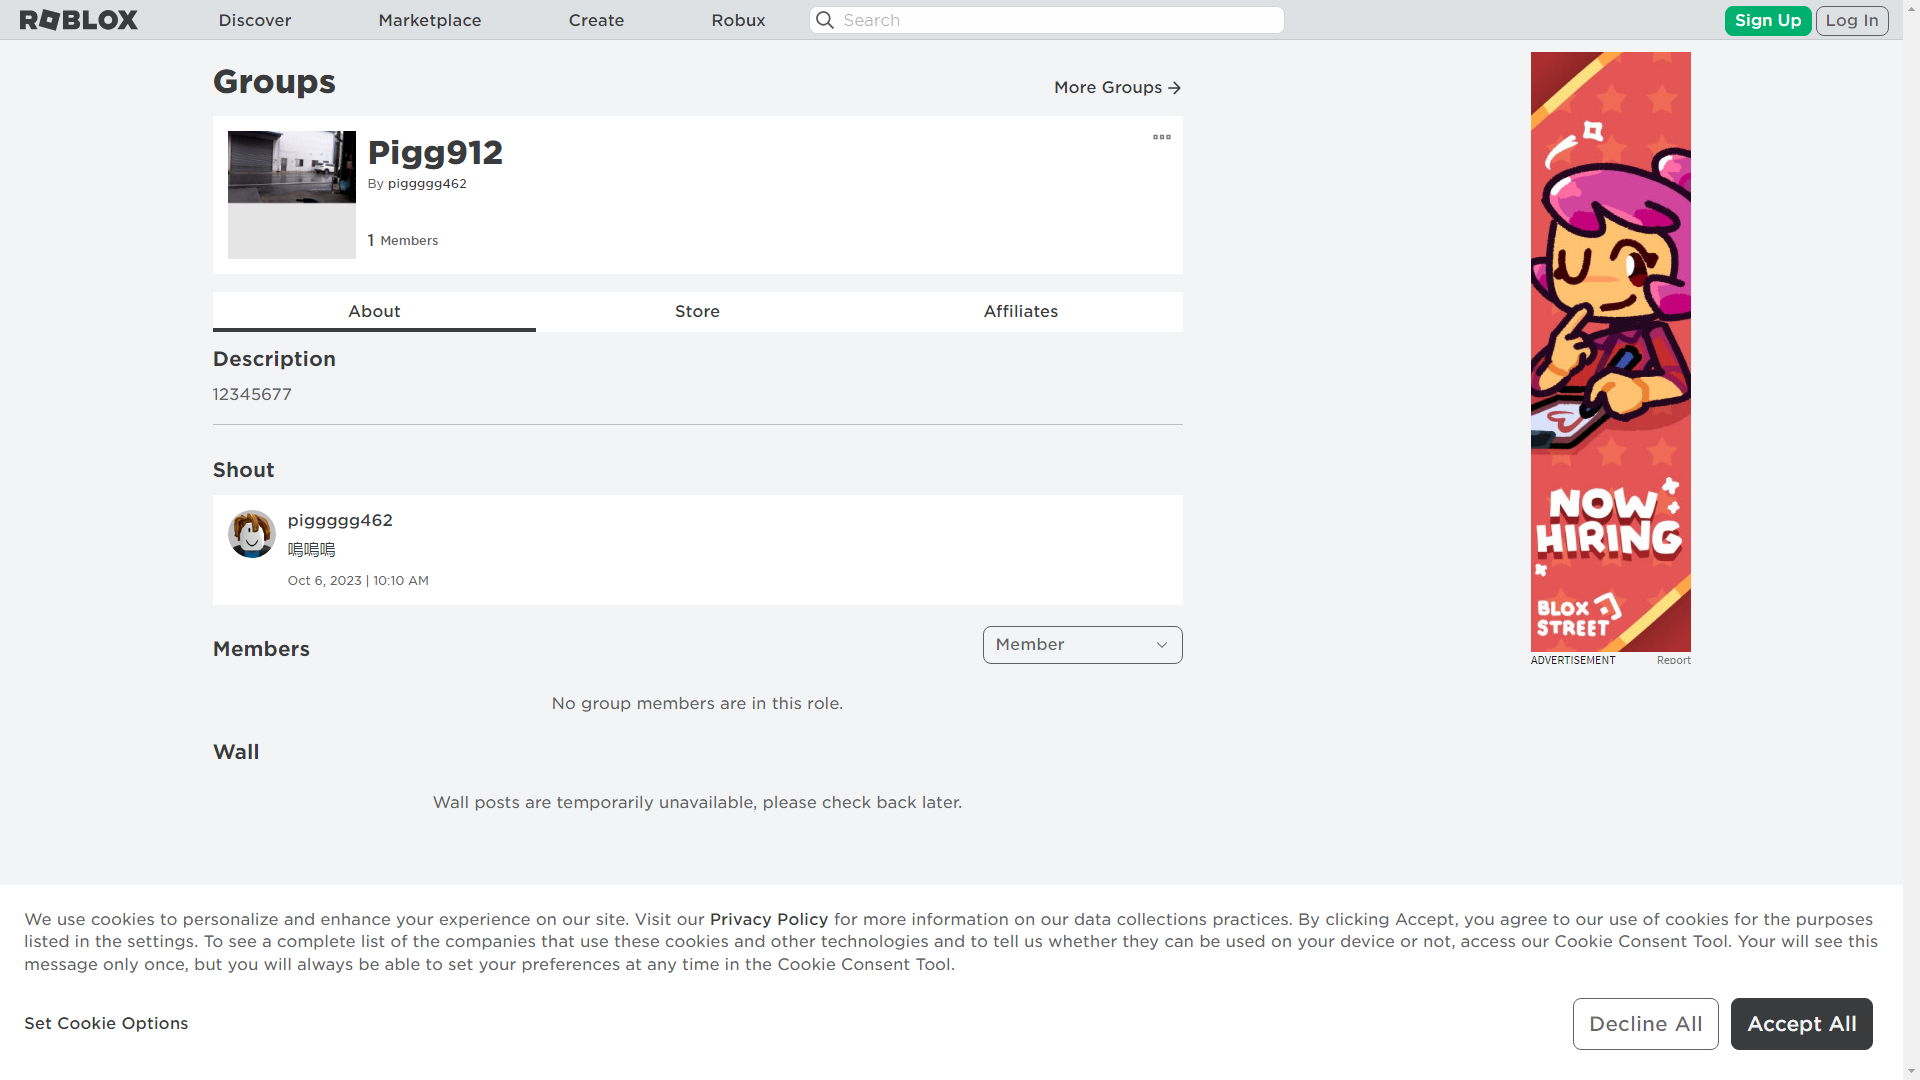 ROBLOX
Discover
Marketplace
Create
Robux
Search
Sign Up
Log In
Groups
More Groups
Pigg912
By piggggg462
1 Members
About
Store
Affiliates
Description
12345677
Shout
piggggg462
嗚嗚嗚
Oct 6, 2023 | 10:10 AM
Members
Member
No group members are in this role.
Wall
Wall posts are temporarily unavailable, please check back later.
NOW
HIRING
BLOX
STREET
ADVERTISEMENT
Report
We use cookies to personalize and enhance your experience on our site. Visit our Privacy Policy for more information on our data collections practices. By clicking Accept, you agree to our use of cookies for the purposes
listed in the settings. To see a complete list of the companies that use these cookies and other technologies and to tell us whether they can be used on your device or not, access our Cookie Consent Tool. Your will see this
message only once, but you will always be able to set your preferences at any time in the Cookie Consent Tool.
Set Cookie Options
Decline All
Accept All